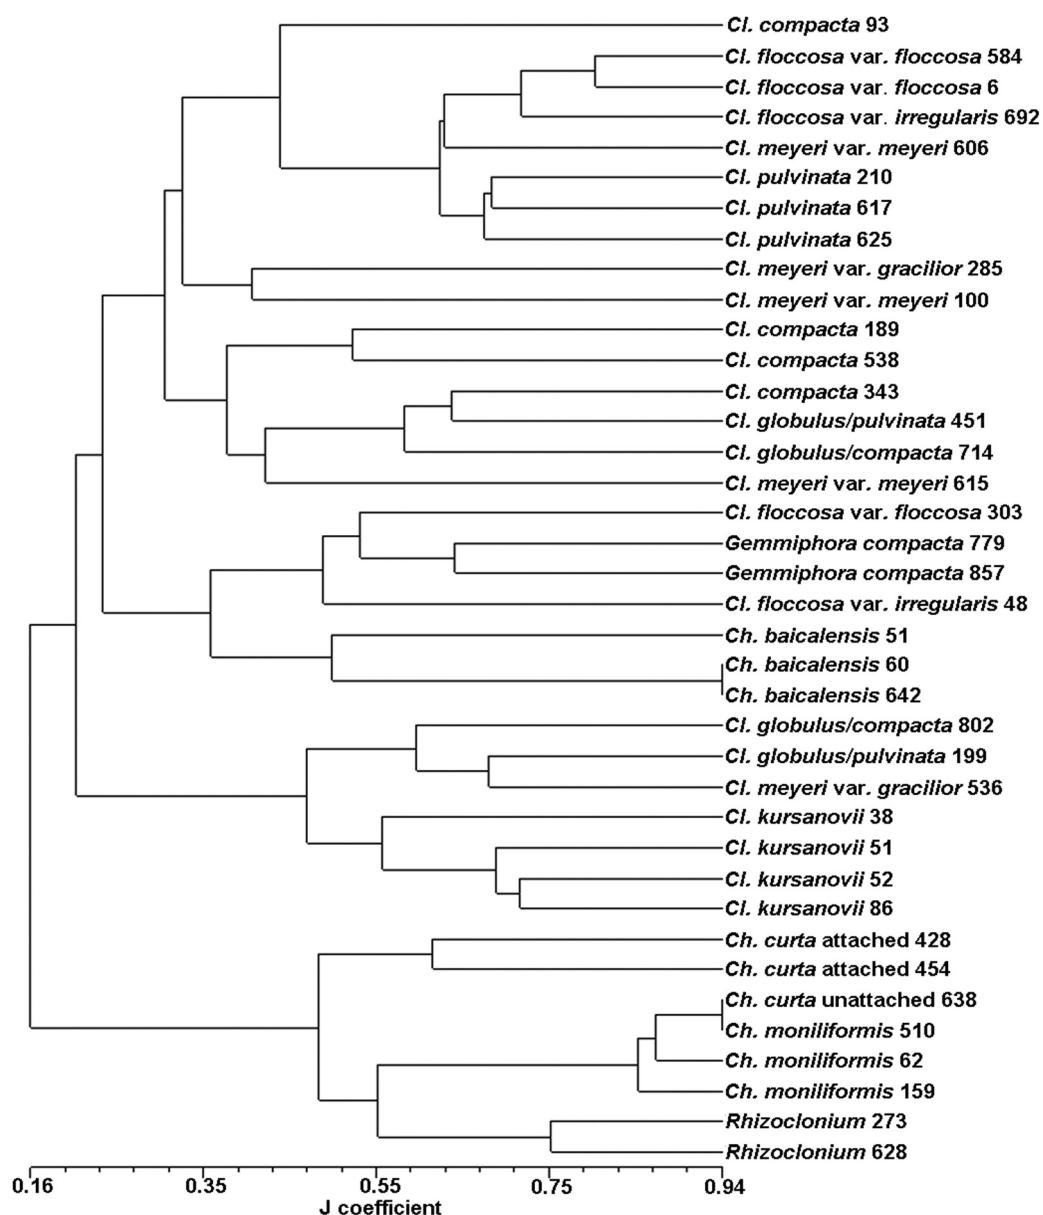 Cl. compacta 93
Cl. floccosa var. floccosa 584
Cl. floccosa var. floccosa 6
Cl. floccosa var. irregularis 692
Cl. meyeri var. meyeri 606
Cl. pulvinata 210
Cl. pulvinata 617
Cl. pulvinata 625
Cl. meyeri var. gracilior 285
Cl. meyeri var. meyeri 100
Cl. compacta 189
Cl. compacta 538
Cl. compacta 343
Cl. globulus/pulvinata 451
Cl. globulus/compacta 714
Cl. meyeri var. meyeri 615
Cl. floccosa var. floccosa 303
Gemmiphora compacta 779
Gemmiphora compacta 857
Cl. floccosa var. irregularis 48
Ch. baicalensis 51
Ch. baicalensis 60
Ch. baicalensis 642
Cl. globulus/compacta 802
Cl. globulus/pulvinata 199
Cl. meyeri var. gracilior 536
Cl. kursanovii 38
Cl. kursanovii 51
Cl. kursanovii 52
Cl. kursanovii 86
Ch. curta attached 428
Ch. curta attached 454
Ch. curta unattached 638
Ch. moniliformis 510
Ch. moniliformis 62
Ch. moniliformis 159
Rhizoclonium 273
Rhizoclonium 628
0.16 0.35 0.55 0.75 0.94
J coefficient